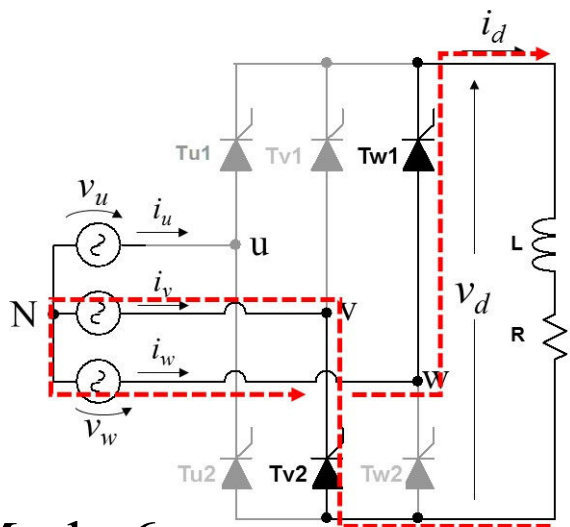 i_d
Tu1
Tv1
Tw1
v_u
i_u
u
L
N
i_v
v
v_d
R
i_w
w
v_w
Tu2
Tv2
Tw2